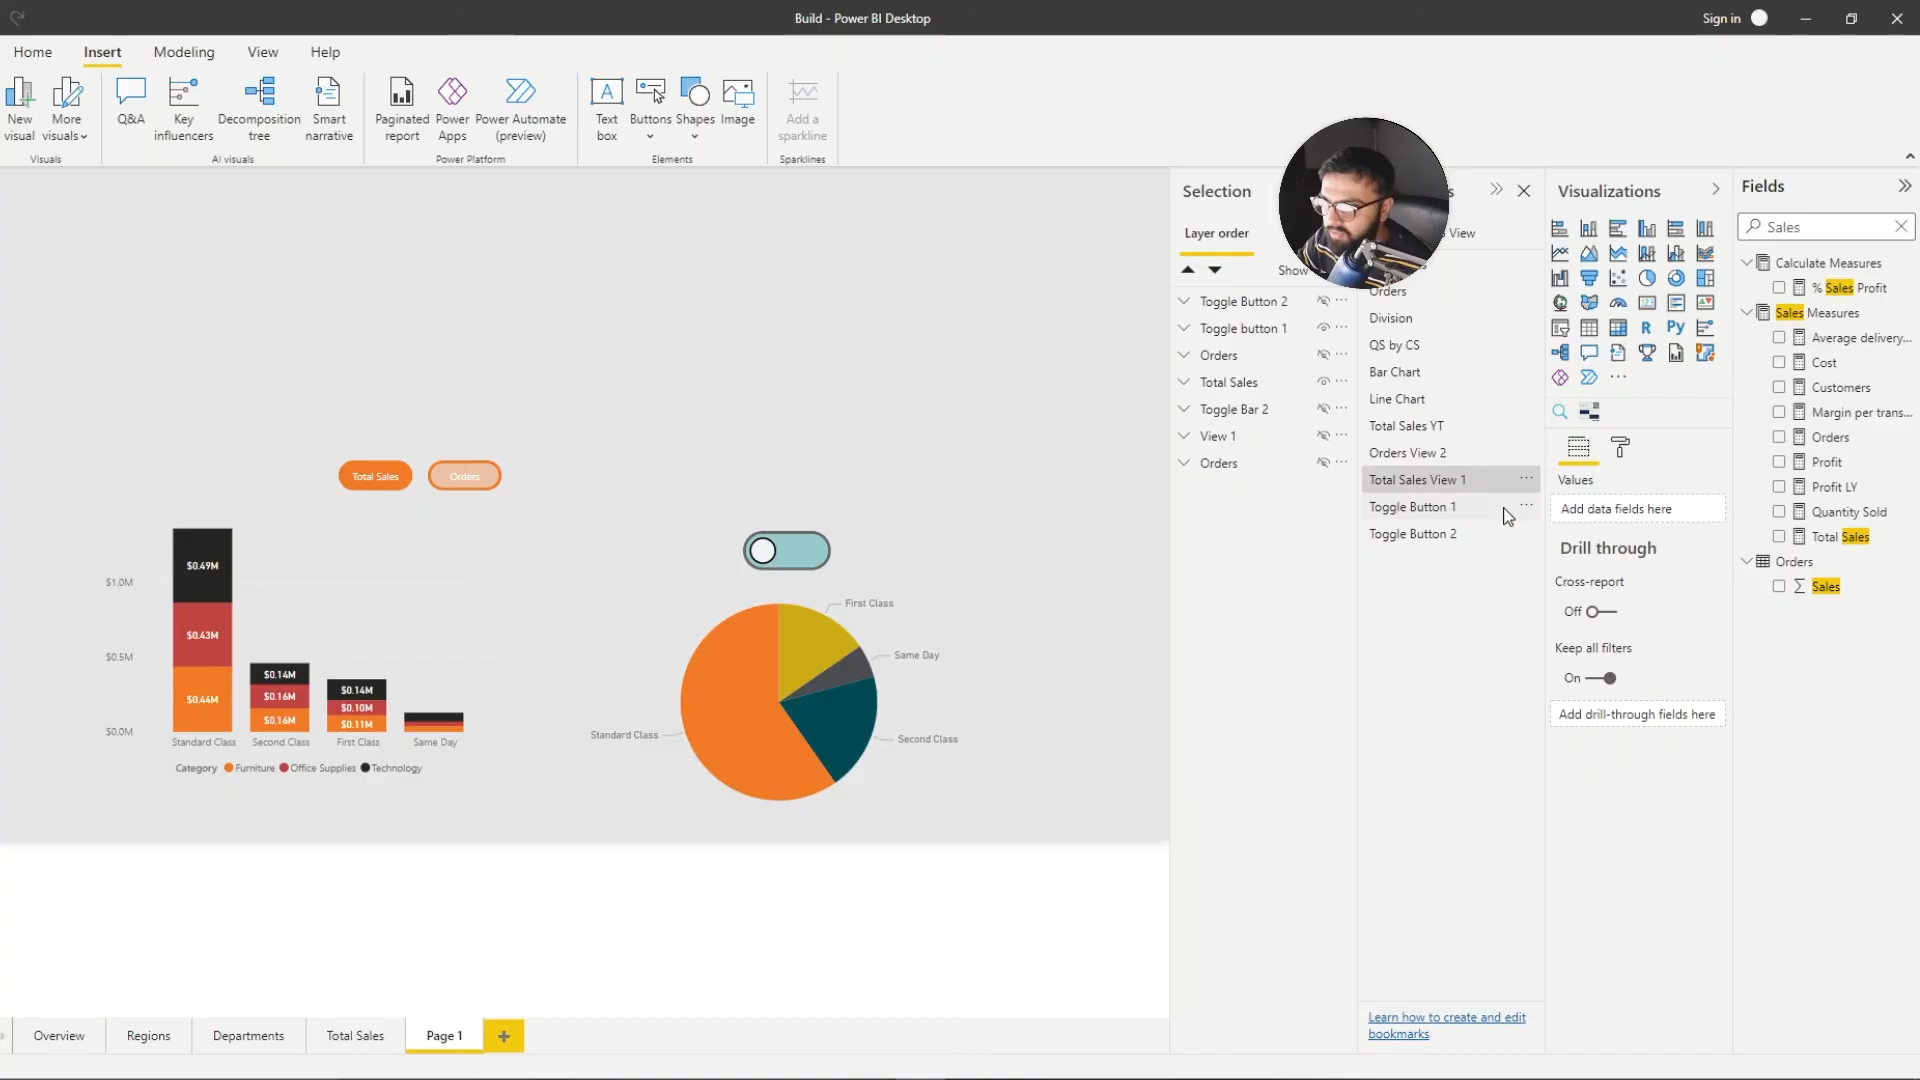 Build - Power BI Desktop
Sign in
Home
Insert
Modeling
View
Help
New visual
More visuals
Q&A
Key influencers
Decomposition tree
Smart narrative
Paginated report
Power Apps
Power Automate (preview)
Text box
Buttons
Shapes
Image
Add a sparkline
Visuals
AI visuals
Power Platform
Elements
Sparklines
Total Sales
Orders
$1.0M
$0.5M
$0.0M
$0.49M
$0.43M
$0.44M
$0.14M
$0.16M
$0.16M
$0.14M
$0.10M
$0.11M
Standard Class
Second Class
First Class
Same Day
Category
Furniture
Office Supplies
Technology
First Class
Same Day
Second Class
Standard Class
Selection
Layer order
Show
Toggle Button 2
Toggle button 1
Orders
Total Sales
Toggle Bar 2
View 1
Orders
s
View
Orders
Division
QS by CS
Bar Chart
Line Chart
Total Sales YT
Orders View 2
Total Sales View 1
Toggle Button 1
Toggle Button 2
Learn how to create and edit
bookmarks
Visualizations
R
Py
Values
Add data fields here
Drill through
Cross-report
Off
Keep all filters
On
Add drill-through fields here
Fields
Sales
Calculate Measures
% Sales Profit
Sales Measures
Average delivery...
Cost
Customers
Margin per trans...
Orders
Profit
Profit LY
Quantity Sold
Total Sales
Orders
Sales
Overview
Regions
Departments
Total Sales
Page 1